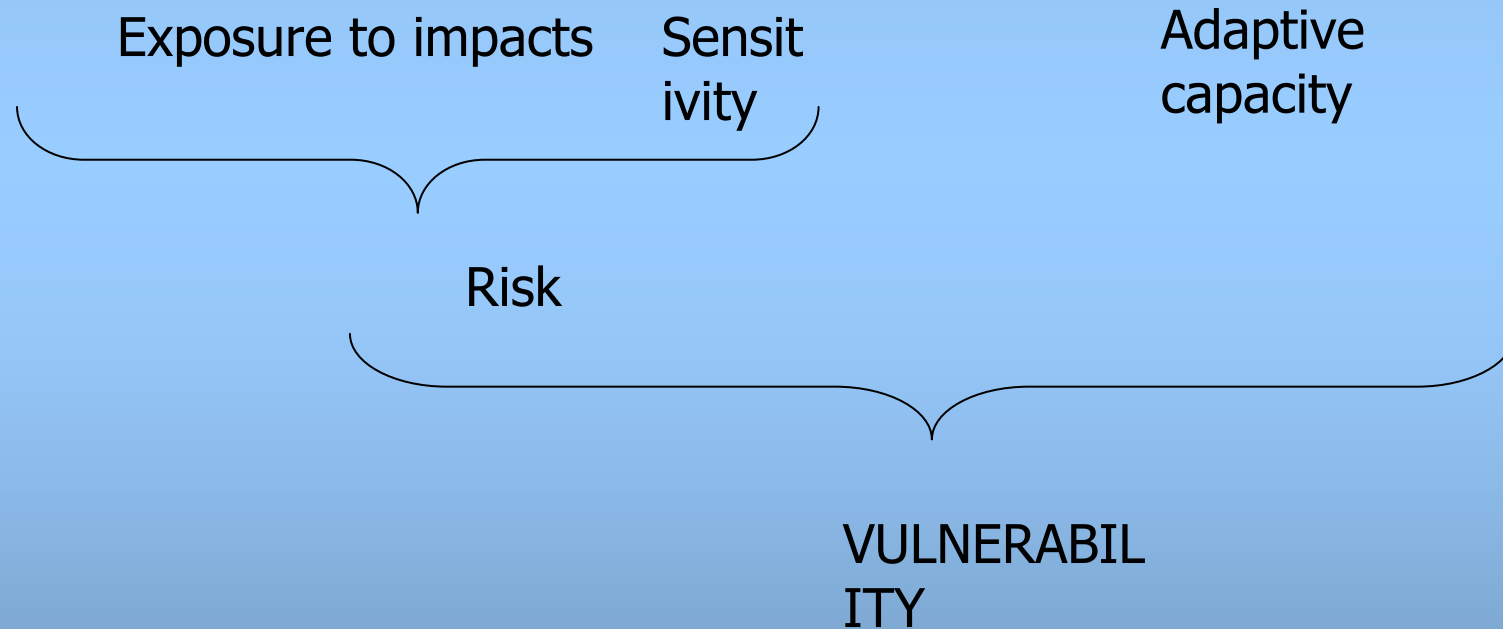 Exposure to impacts
Sensit
ivity
Adaptive
capacity
Risk
VULNERABIL
ITY